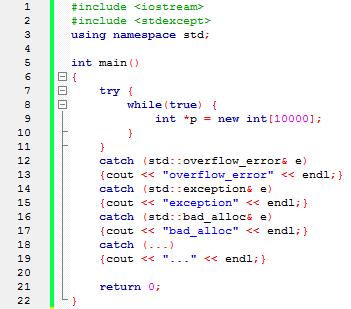 1 #include <iostream>
2 #include <stdexcept>
3 using namespace std;
4
5 int main()
6 {
7 try {
8 while(true) {
9 int *p = new int[10000];
10 }
11 }
12 catch (std::overflow_error& e)
13 {cout << "overflow_error" << endl;}
14 catch (std::exception& e)
15 {cout << "exception" << endl;}
16 catch (std::bad_alloc& e)
17 {cout << "bad_alloc" << endl;}
18 catch (...)
19 {cout << "..." << endl;}
20
21 return 0;
22 }